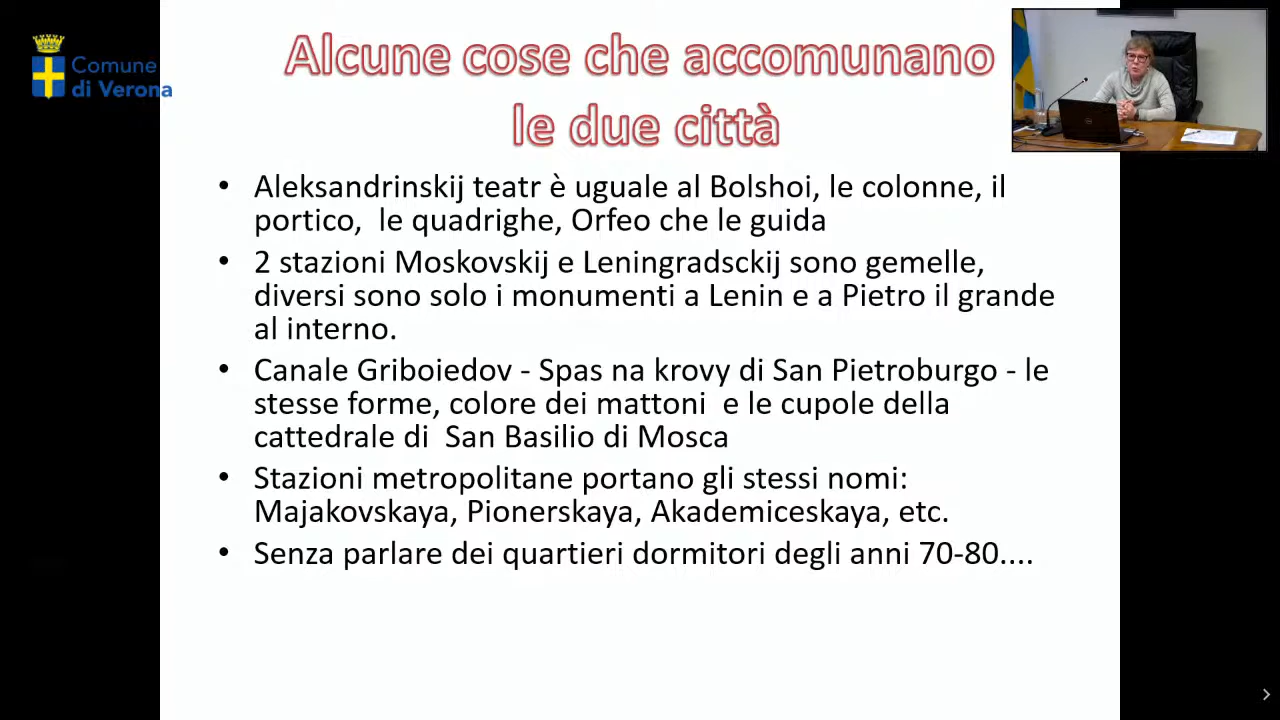 Comune
di Verona
Alcune cose che accomunano
le due città
• Aleksandrinskij teatr è uguale al Bolshoi, le colonne, il
portico, le quadrighe, Orfeo che le guida
• 2 stazioni Moskovskij e Leningradsckij sono gemelle,
diversi sono solo i monumenti a Lenin e a Pietro il grande
al interno.
• Canale Griboiedov - Spas na krovy di San Pietroburgo - le
stesse forme, colore dei mattoni e le cupole della
cattedrale di San Basilio di Mosca
• Stazioni metropolitane portano gli stessi nomi:
Majakovskaya, Pionerskaya, Akademiceskaya, etc.
• Senza parlare dei quartieri dormitori degli anni 70-80....